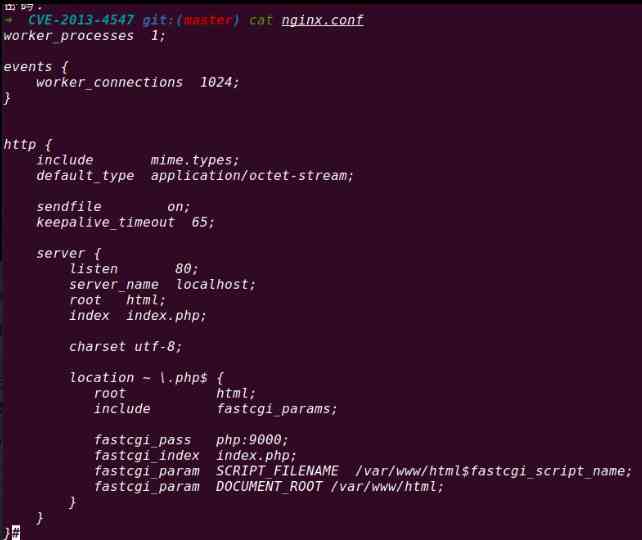 密码:
➜  CVE-2013-4547 git:(master) cat nginx.conf
worker_processes  1;
events {
    worker_connections  1024;
}
http {
    include       mime.types;
    default_type  application/octet-stream;
    sendfile        on;
    keepalive_timeout  65;
    server {
        listen       80;
        server_name  localhost;
        root   html;
        index  index.php;
        charset utf-8;
        location ~ \.php$ {
           root           html;
           include        fastcgi_params;
           fastcgi_pass   php:9000;
           fastcgi_index  index.php;
           fastcgi_param  SCRIPT_FILENAME  /var/www/html$fastcgi_script_name;
           fastcgi_param  DOCUMENT_ROOT /var/www/html;
        }
    }
}#